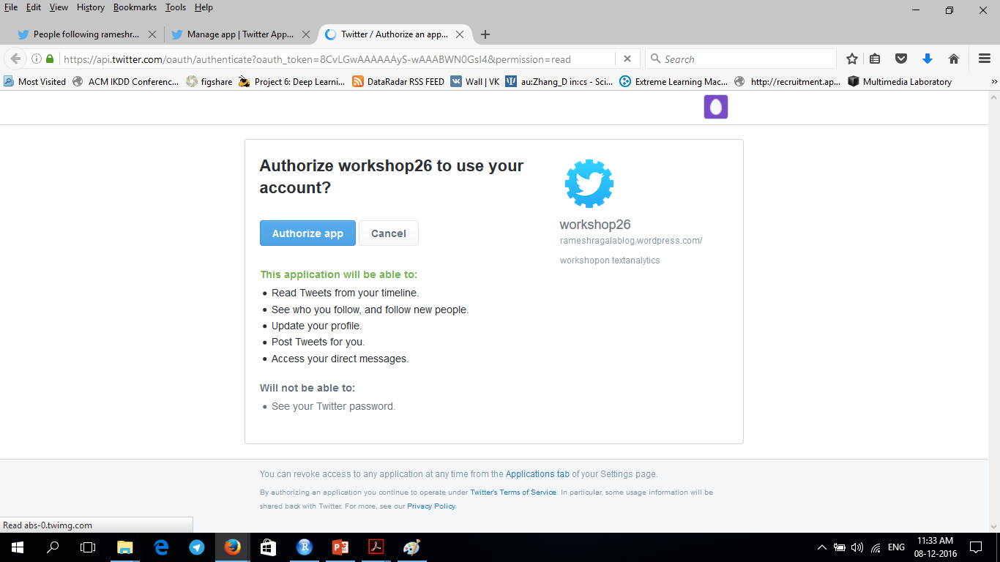 File Edit View History Bookmarks Tools Help
People following rameshr... Manage app | Twitter App... Twitter / Authorize an app...
https://api.twitter.com/oauth/authenticate?oauth_token=8CvLGwAAAAAAyS-wAAABWN0GsI4&permission=read Search
Most Visited ACM IKDD Conferenc... figshare Project 6: Deep Learni... DataRadar RSS FEED Wall | VK au:Zhang_D in:cs - Sci... Extreme Learning Mac... http://recruitment.ap... Multimedia Laboratory
Authorize workshop26 to use your
account?
Authorize app Cancel
workshop26
rameshragalablog.wordpress.com/
workshopon textanalytics
This application will be able to:
• Read Tweets from your timeline.
• See who you follow, and follow new people.
• Update your profile.
• Post Tweets for you.
• Access your direct messages.
Will not be able to:
• See your Twitter password.
You can revoke access to any application at any time from the Applications tab of your Settings page.
By authorizing an application you continue to operate under Twitter's Terms of Service. In particular, some usage information will be
shared back with Twitter. For more, see our Privacy Policy.
Read abs-0.twimg.com
ENG 11:33 AM
08-12-2016